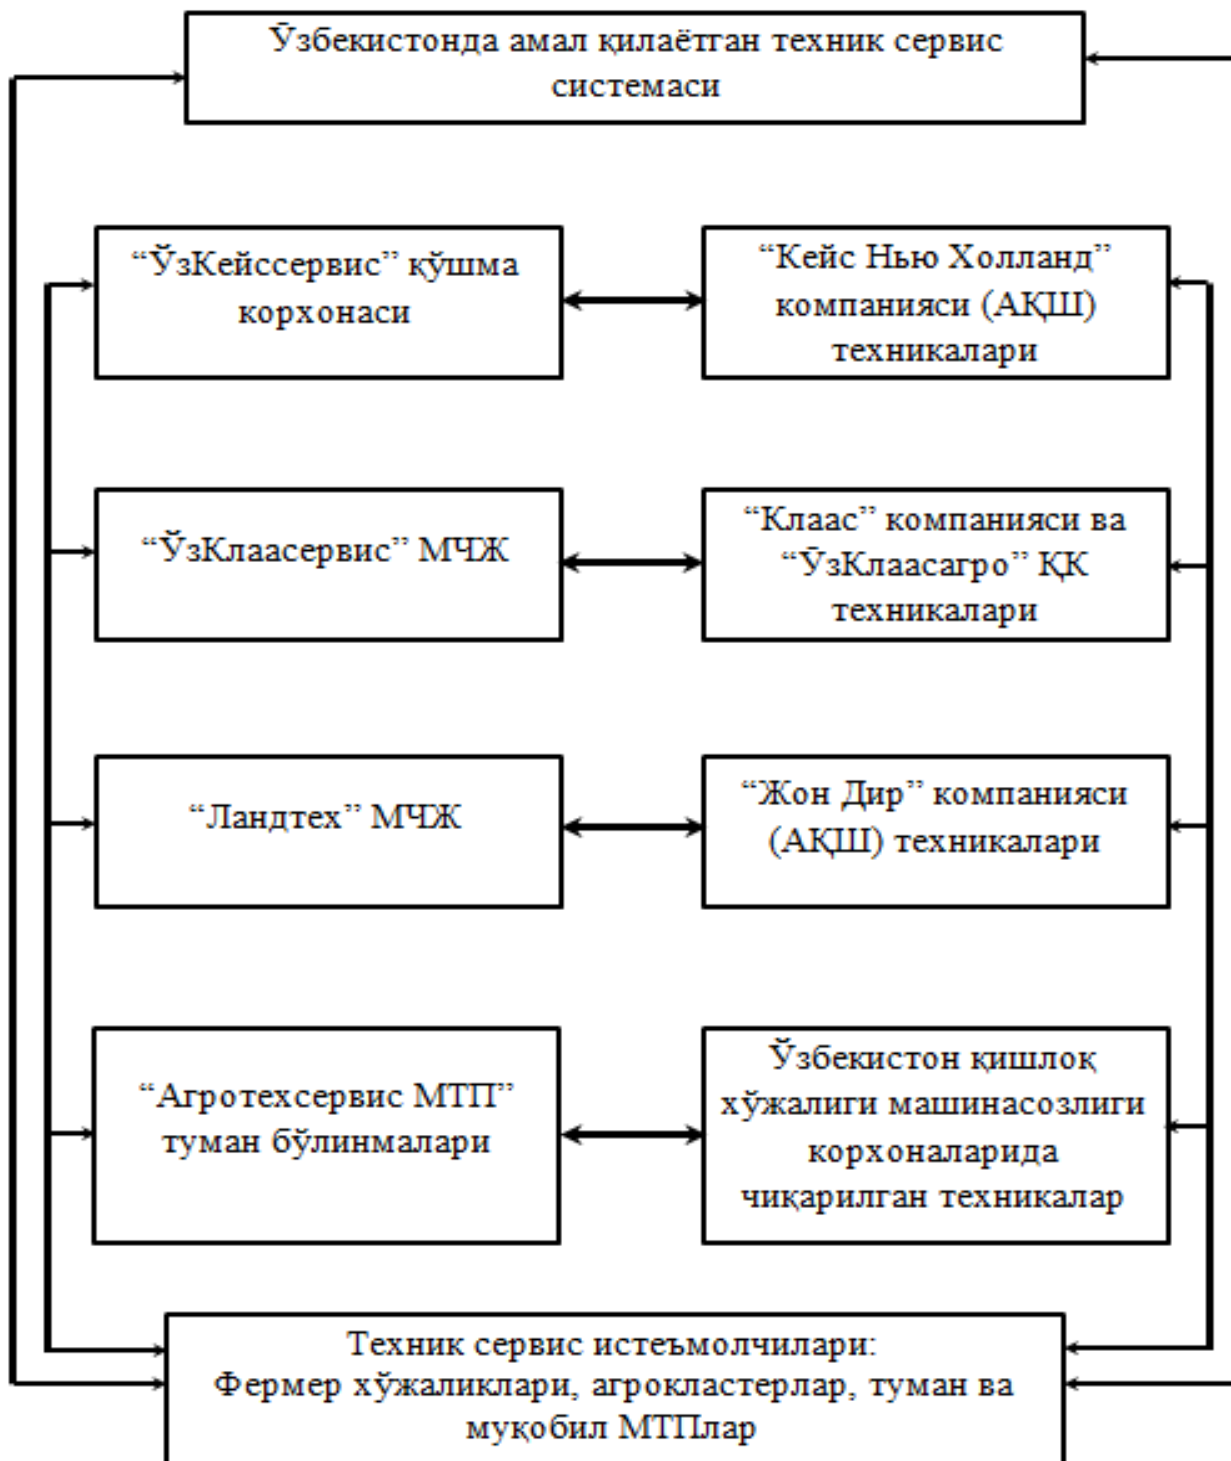 Ўзбекистонда амал қилаётган техник сервис
системаси
“ЎзКейссервис” қўшма
корхонаси
“Кейс Нью Холланд”
компанияси (АҚШ)
техникалари
“ЎзКлаасервис” МЧЖ
“Клаас” компанияси ва
“ЎзКлаасагро” ҚК
техникалари
“Ландтех” МЧЖ
“Жон Дир” компанияси
(АҚШ) техникалари
“Агротехсервис МТП”
туман бўлинмалари
Ўзбекистон қишлоқ
хўжалиги машинасозлиги
корхоналарида
чиқарилган техникалар
Техник сервис истеъмолчилари:
Фермер хўжаликлари, агрокластерлар, туман ва
муқобил МТПлар